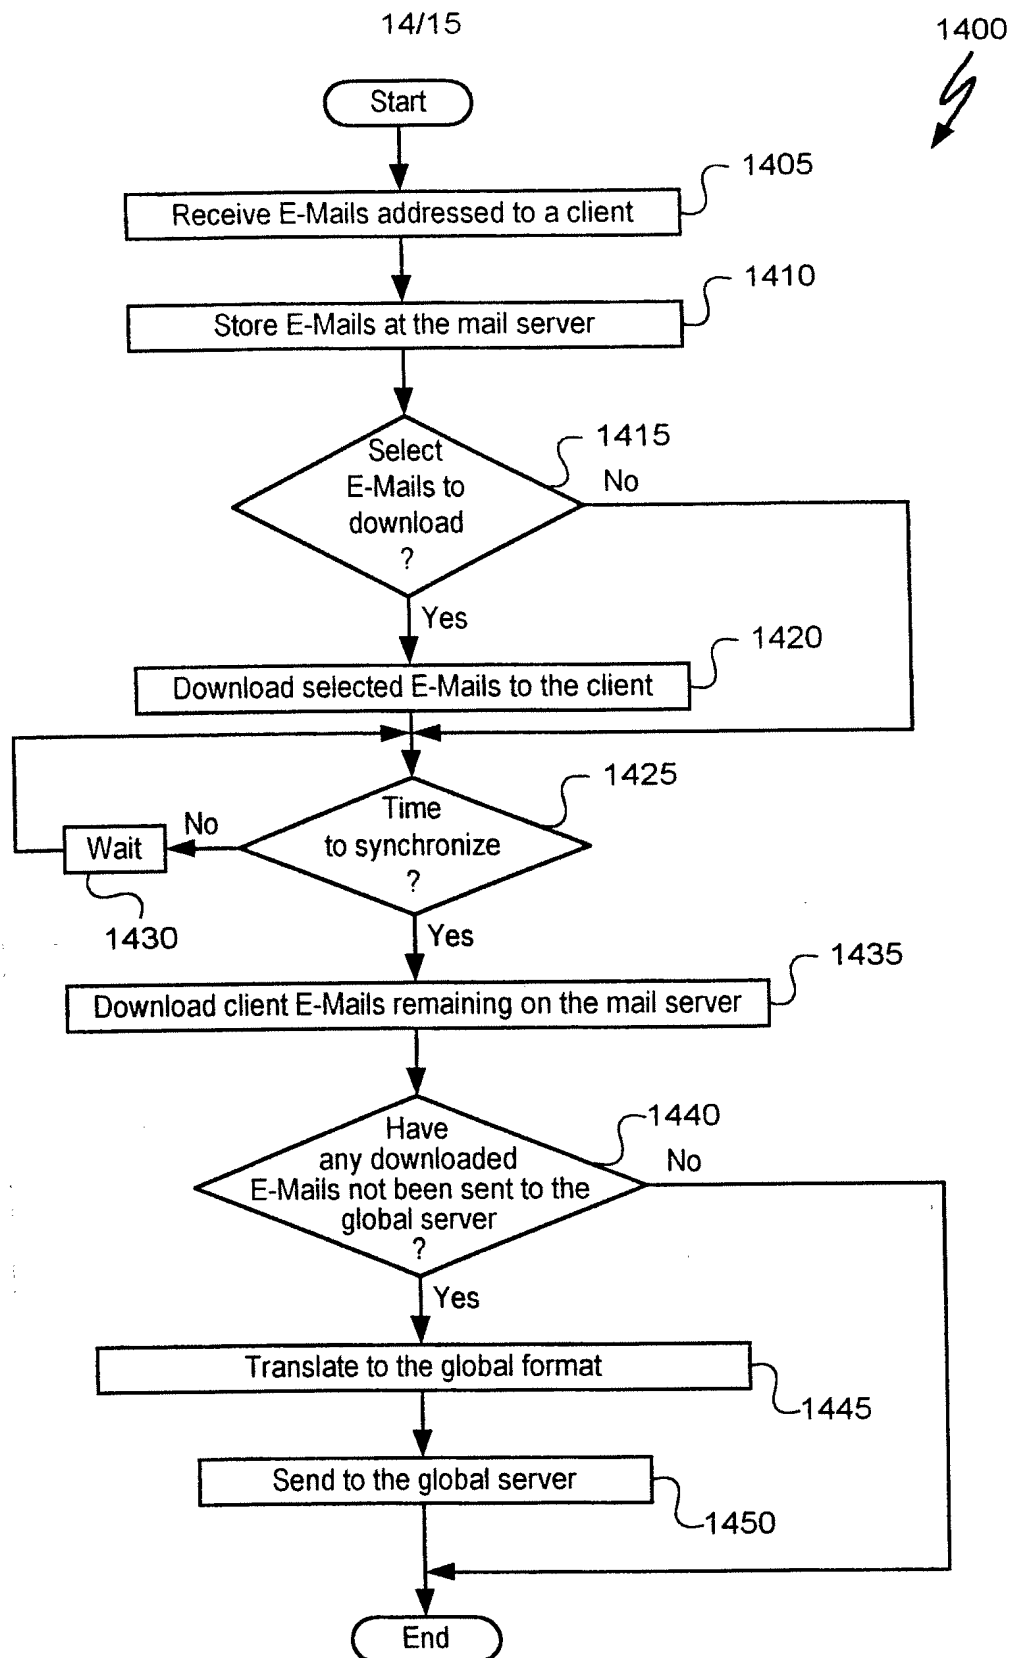 14/15
1400
Start
1405
Receive E-Mails addressed to a client
1410
Store E-Mails at the mail server
1415
Select
E-Mails to
download
?
No
Yes
1420
Download selected E-Mails to the client
1425
Time
to synchronize
?
No
Wait
1430
Yes
1435
Download client E-Mails remaining on the mail server
1440
Have
any downloaded
E-Mails not been sent to the
global server
?
No
Yes
Translate to the global format
1445
Send to the global server
1450
End